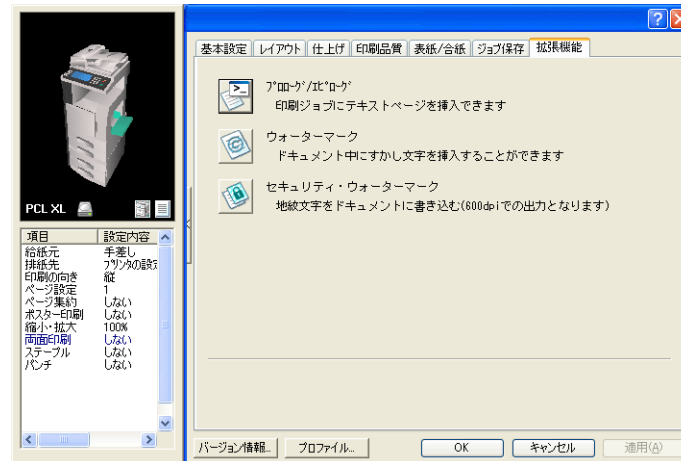 基本設定 レイアウト 仕上げ 印刷品質 表紙/合紙 ジョブ保存 拡張機能
ﾌﾟﾛﾛｰｸﾞ/ｴﾋﾟﾛｰｸﾞ
印刷ジョブにテキストページを挿入できます
ウォーターマーク
ドキュメント中にすかし文字を挿入することができます
セキュリティ・ウォーターマーク
地紋文字をドキュメントに書き込む(600dpiでの出力となります)
PCL XL
項目 設定内容
給紙元 手差し
排紙先 ﾌﾟﾘﾝﾀの設定
印刷の向き 縦
ページ設定 1
ページ集約 しない
ポスター印刷 しない
縮小・拡大 100%
両面印刷 しない
ステープル しない
パンチ しない
バージョン情報... プロファイル... OK キャンセル 適用(A)